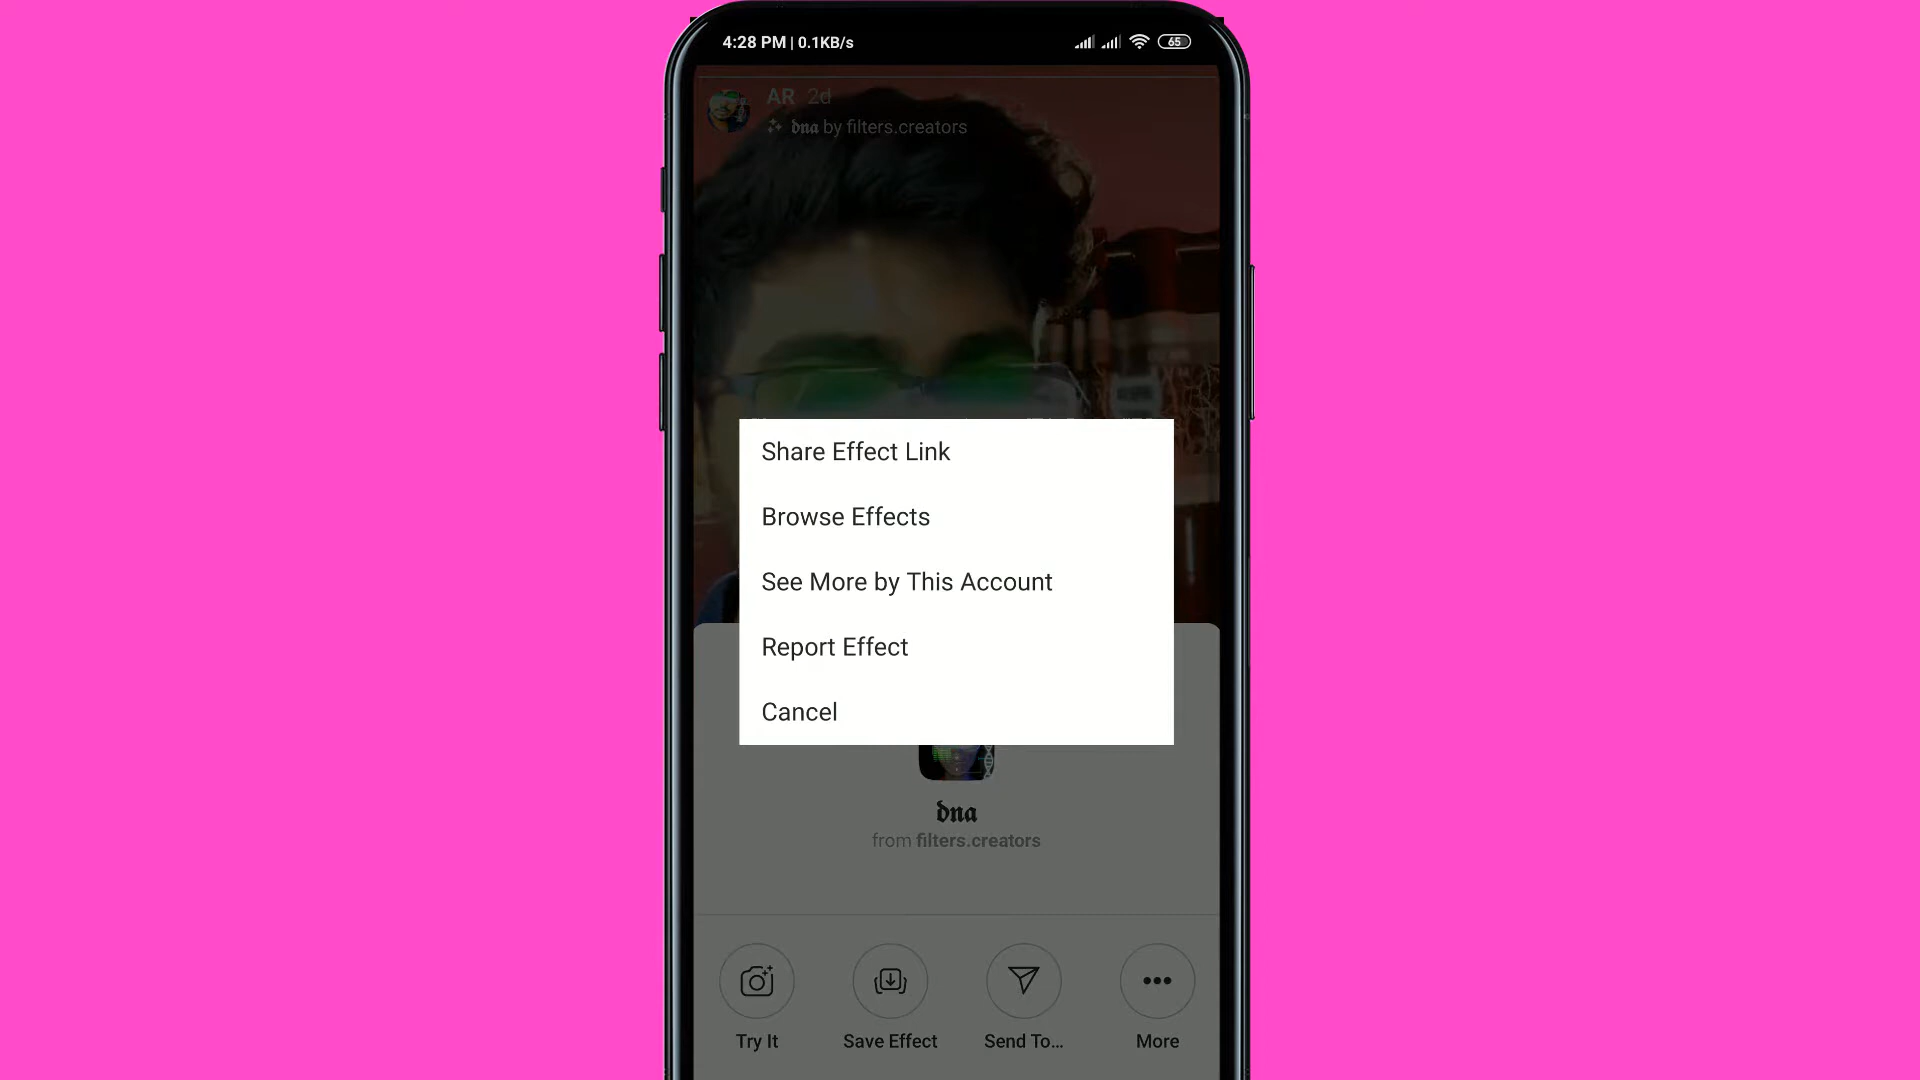 4:28 PM | 0.1KB/s
65
AR 2d
𝖉𝖓𝖆 by filters.creators
Share Effect Link
Browse Effects
See More by This Account
Report Effect
Cancel
𝖉𝖓𝖆
from filters.creators
Try It
Save Effect
Send To...
More